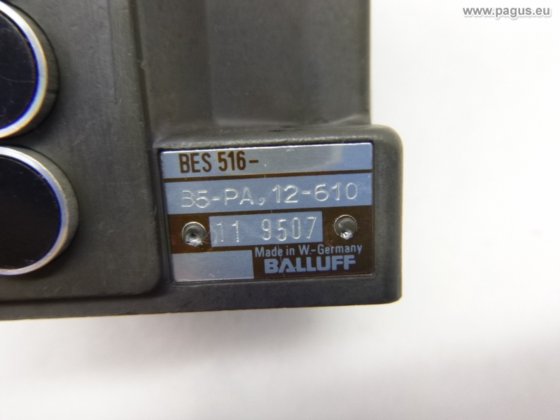 www.pagus.eu
BES 516-
B5-PA,12-610
11 9507
Made in W.-Germany
BALLUFF